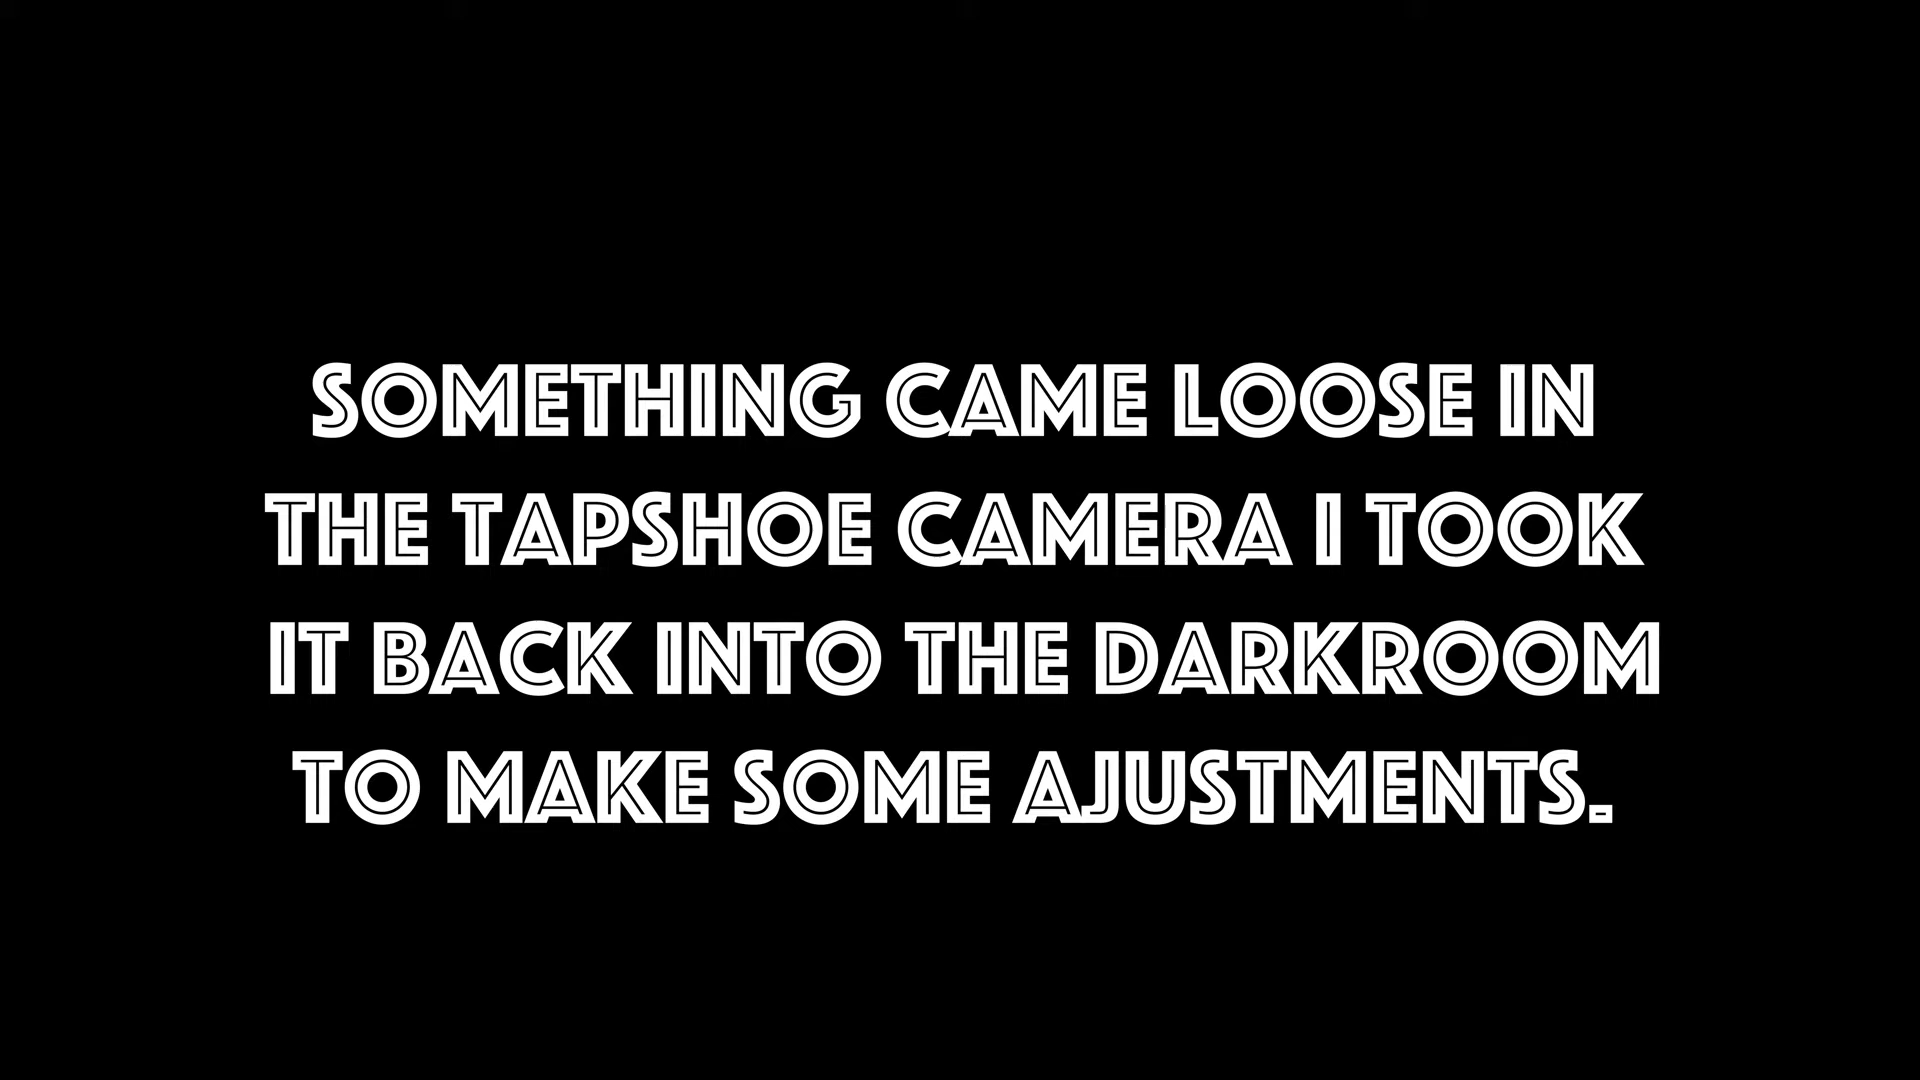 SOMETHING CAME LOOSE IN
THE TAPSHOE CAMERA I TOOK
IT BACK INTO THE DARKROOM
TO MAKE SOME AJUSTMENTS.